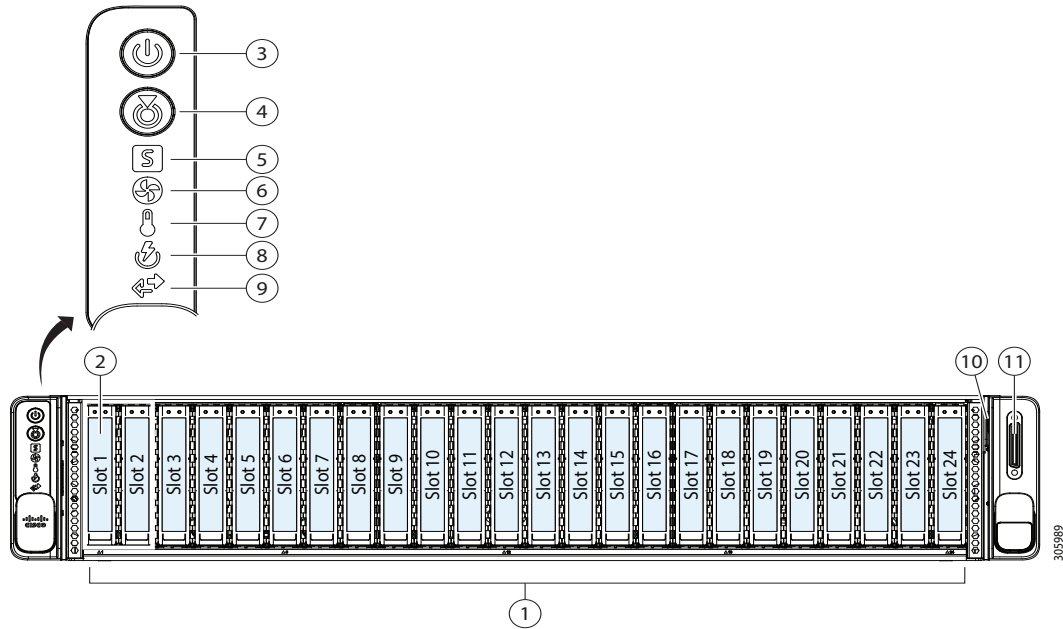 3
4
S
5
6
7
8
9
2
10
11
Slot 1
Slot 2
Slot 3
Slot 4
Slot 5
Slot 6
Slot 7
Slot 8
Slot 9
Slot 10
Slot 11
Slot 12
Slot 13
Slot 14
Slot 15
Slot 16
Slot 17
Slot 18
Slot 19
Slot 20
Slot 21
Slot 22
Slot 23
Slot 24
CISCO
305989
1